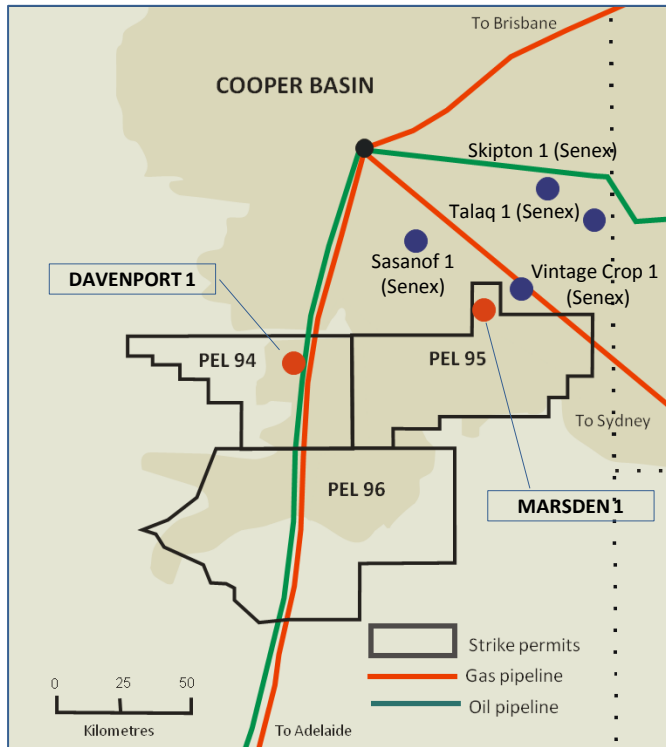 To Brisbane
COOPER BASIN
Skipton 1 (Senex)
Talaq 1 (Senex)
Sasanof 1
(Senex)
Vintage Crop 1
(Senex)
DAVENPORT 1
PEL 94
PEL 95
To Sydney
PEL 96
MARSDEN 1
Strike permits
Gas pipeline
Oil pipeline
0 25 50
Kilometres
To Adelaide